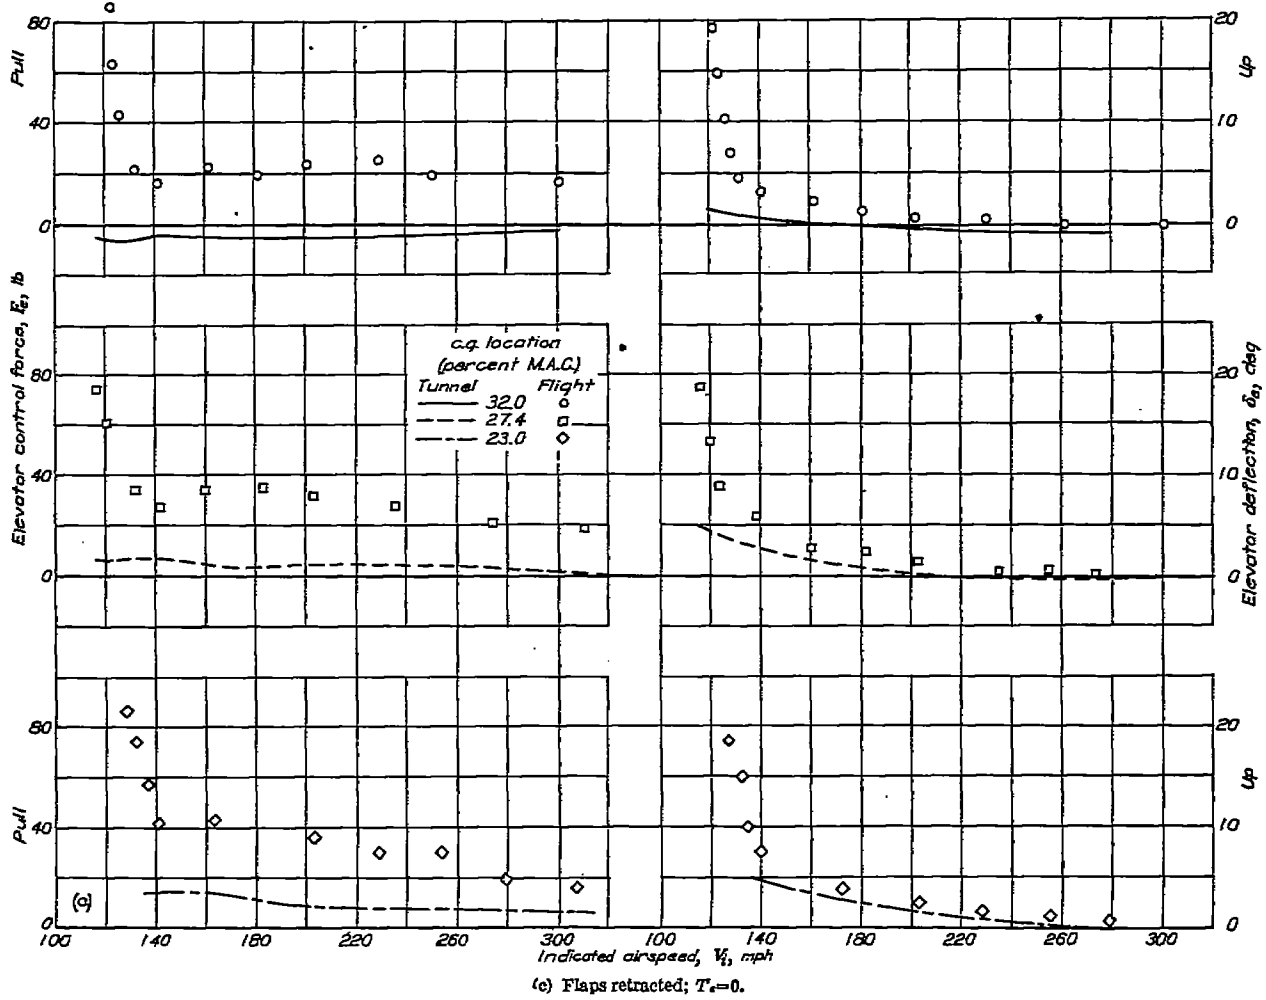 80
20
Pull
Up
40
10
0
0
Elevator control force, Fe, lb
c.g. location
(percent M.A.C.)
Tunnel Flight
32.0
27.4
23.0
80
20
40
10
0
0
Elevator deflection, δe, deg
80
20
Pull
Up
40
10
(c)
0
0
100 140 180 220 260 300 100 140 180 220 260 300
Indicated airspeed, Vi, mph
(c) Flaps retracted; Tc=0.